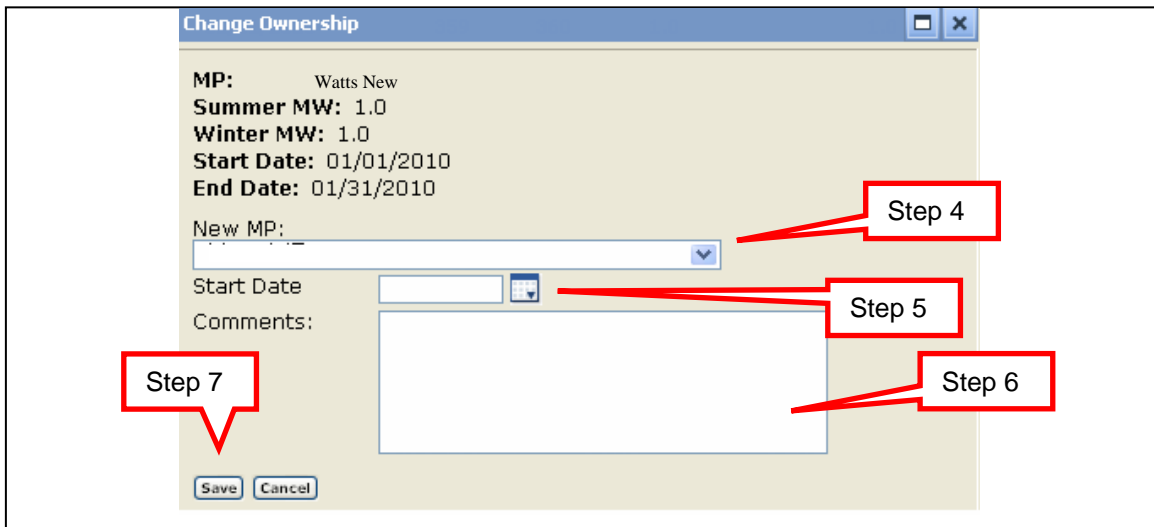 Change Ownership
MP: Watts New
Summer MW: 1.0
Winter MW: 1.0
Start Date: 01/01/2010
End Date: 01/31/2010
Step 4
New MP:
Start Date
Step 5
Comments:
Step 7
Step 6
Save Cancel